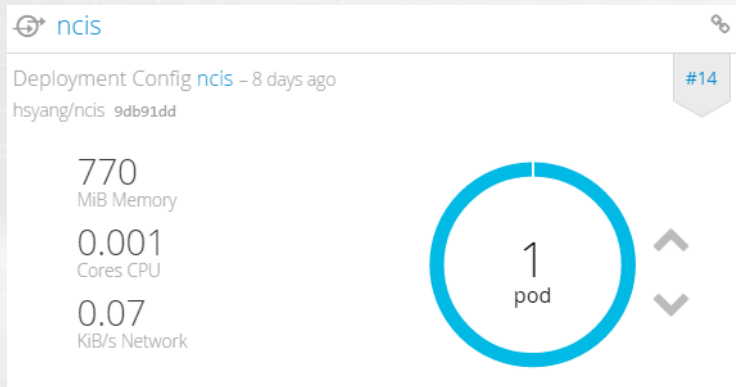 ncis
Deployment Config ncis – 8 days ago
#14
hsyang/ncis 9db91dd
770
MiB Memory
0.001
Cores CPU
0.07
KiB/s Network
1
pod